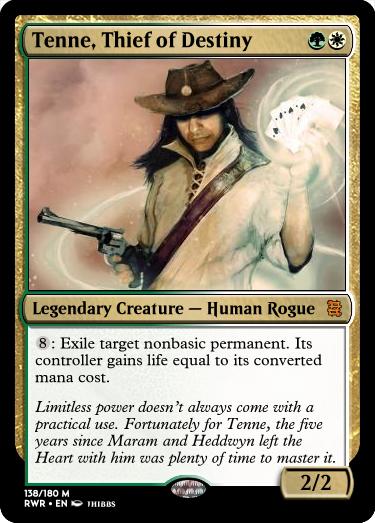 Tenne, Thief of Destiny
Legendary Creature — Human Rogue
8: Exile target nonbasic permanent. Its
controller gains life equal to its converted
mana cost.
Limitless power doesn't always come with a
practical use. Fortunately for Tenne, the five
years since Maram and Heddwyn left the
Heart with him was plenty of time to master it.
2/2
138/180 M
RWR • EN JHIBBS